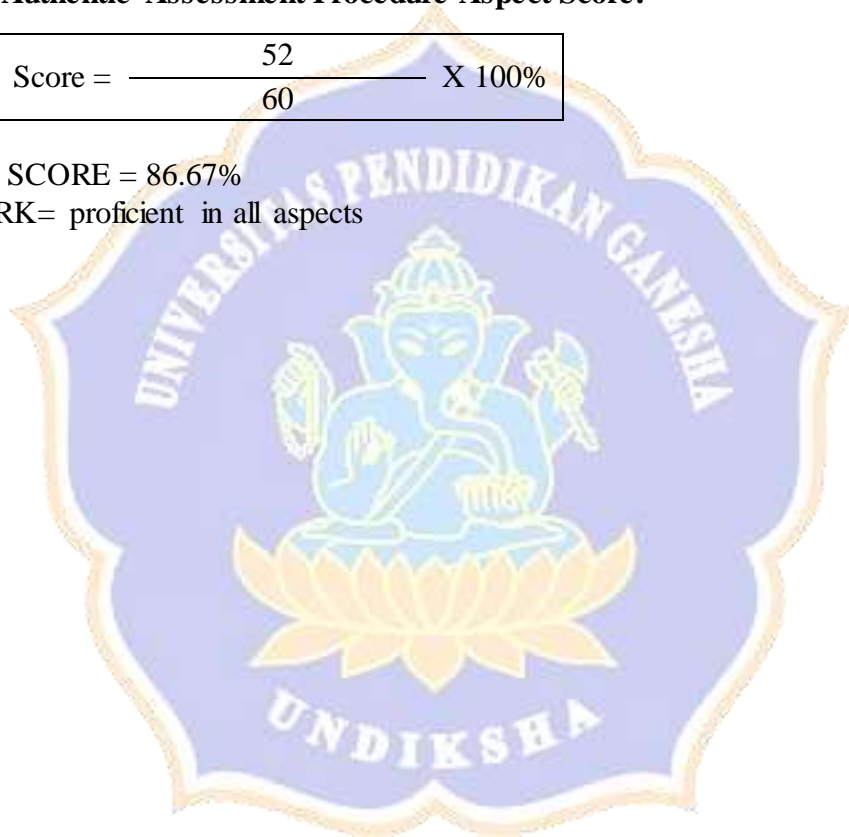 Authentic Assessment Procedure Aspect Score:
Score = 52 / 60 X 100%
SCORE = 86.67%
RK= proficient in all aspects
UNIVERSITAS PENDIDIKAN GANESHA
UNDIKSHA